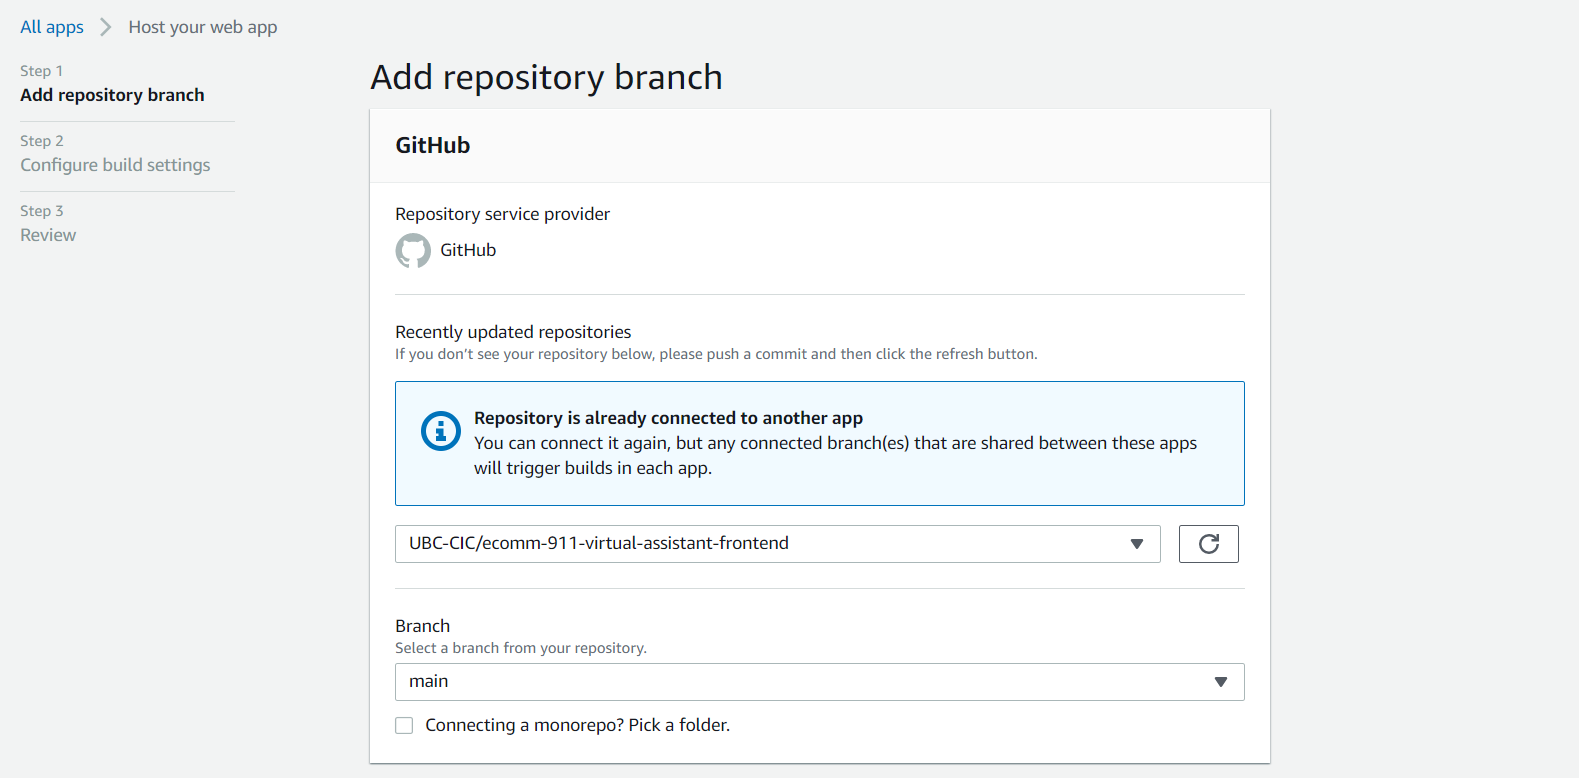 All apps
Host your web app
Step 1
Add repository branch
Step 2
Configure build settings
Step 3
Review
Add repository branch
GitHub
Repository service provider
GitHub
Recently updated repositories
If you don’t see your repository below, please push a commit and then click the refresh button.
Repository is already connected to another app
You can connect it again, but any connected branch(es) that are shared between these apps
will trigger builds in each app.
UBC-CIC/ecomm-911-virtual-assistant-frontend
Branch
Select a branch from your repository.
main
Connecting a monorepo? Pick a folder.